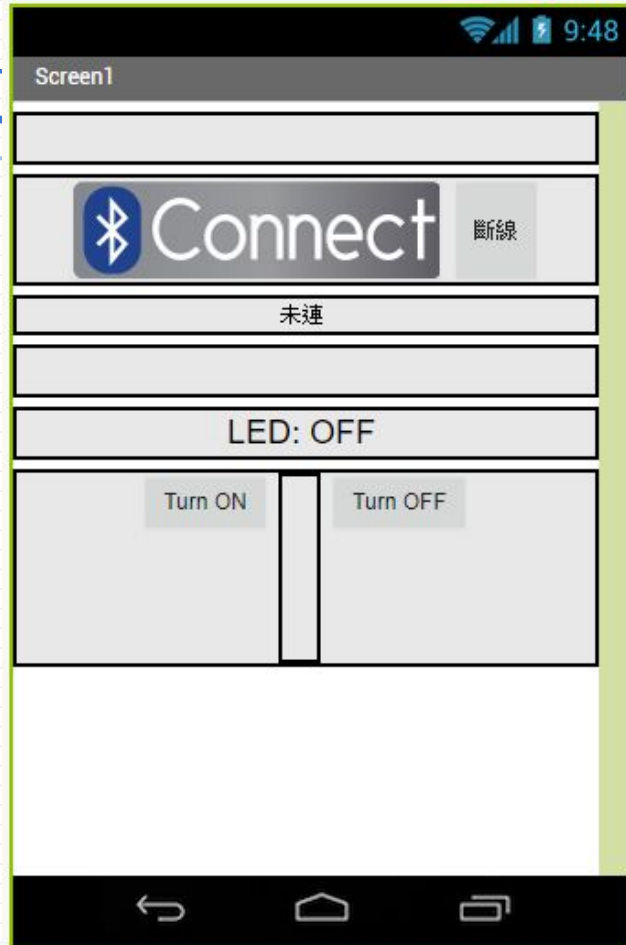 9:48
Screen1
Connect 斷線
未連
LED: OFF
Turn ON Turn OFF